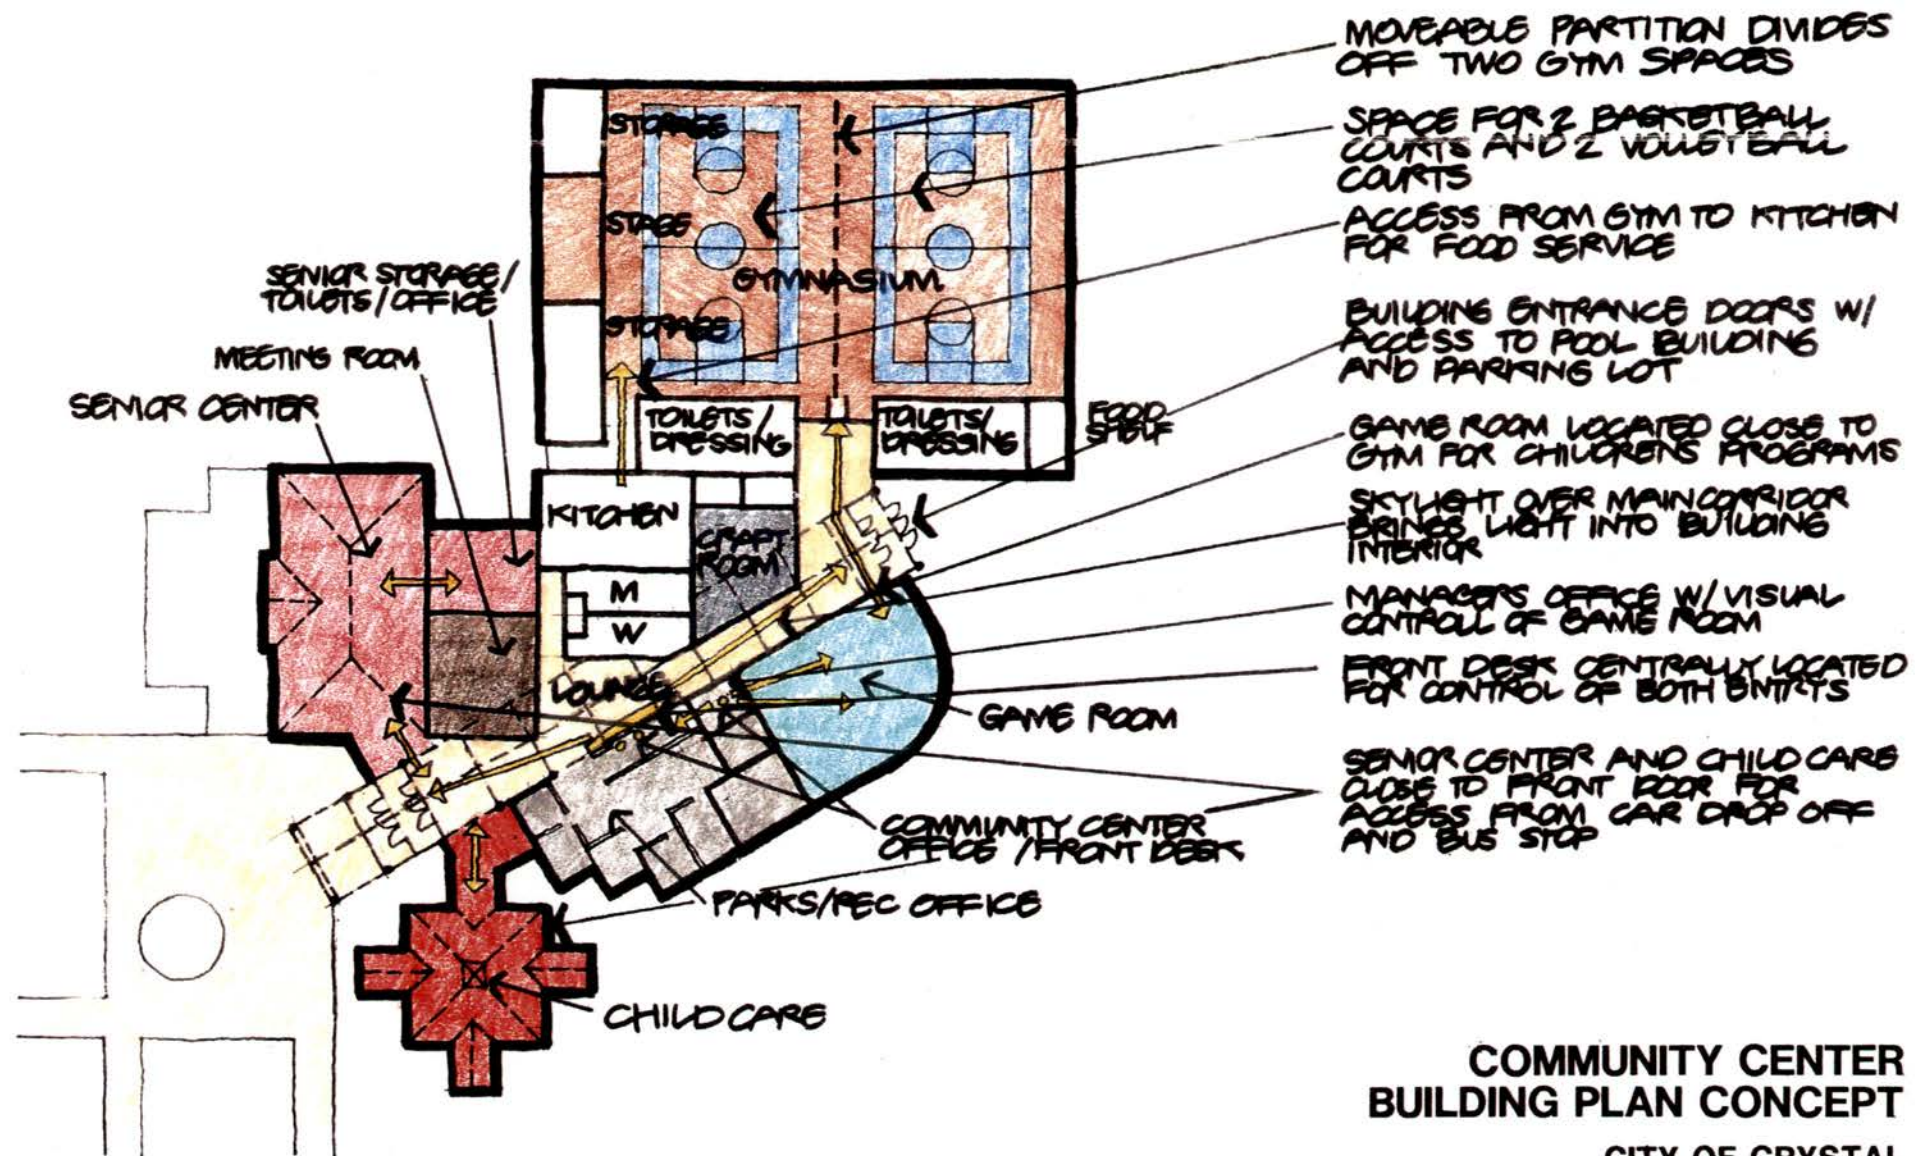 MOVEABLE PARTITION DIVIDES
OFF TWO GYM SPACES
SPACE FOR 2 BASKETBALL
COURTS AND 2 VOLLEYBALL
COURTS
ACCESS FROM GYM TO KITCHEN
FOR FOOD SERVICE
BUILDING ENTRANCE DOORS W/
ACCESS TO POOL BUILDING
AND PARKING LOT
GAME ROOM LOCATED CLOSE TO
GYM FOR CHILDRENS PROGRAMS
SKYLIGHT OVER MAIN CORRIDOR
BRINGS LIGHT INTO BUILDING
INTERIOR
MANAGERS OFFICE W/ VISUAL
CONTROLL OF GAME ROOM
FRONT DESK CENTRALLY LOCATED
FOR CONTROL OF BOTH
SENIOR CENTER AND CHILD CARE
CLOSE TO FRONT DOOR FOR
ACCESS FROM CAR DROP OFF
AND BUS STOP
STORAGE
STAGE
GYMNASIUM
STORAGE
SENIOR STORAGE/
TOILETS/OFFICE
MEETING ROOM
SENIOR CENTER
TOILETS/
DRESSING
TOILETS/
DRESSING
FOOD
SHELF
KITCHEN
CRAFT
ROOM
M
W
LOUNGE
GAME ROOM
COMMUNITY CENTER
OFFICE / FRONT DESK
PARKS/REC OFFICE
CHILD CARE
COMMUNITY CENTER
BUILDING PLAN CONCEPT
CITY OF CRYSTAL